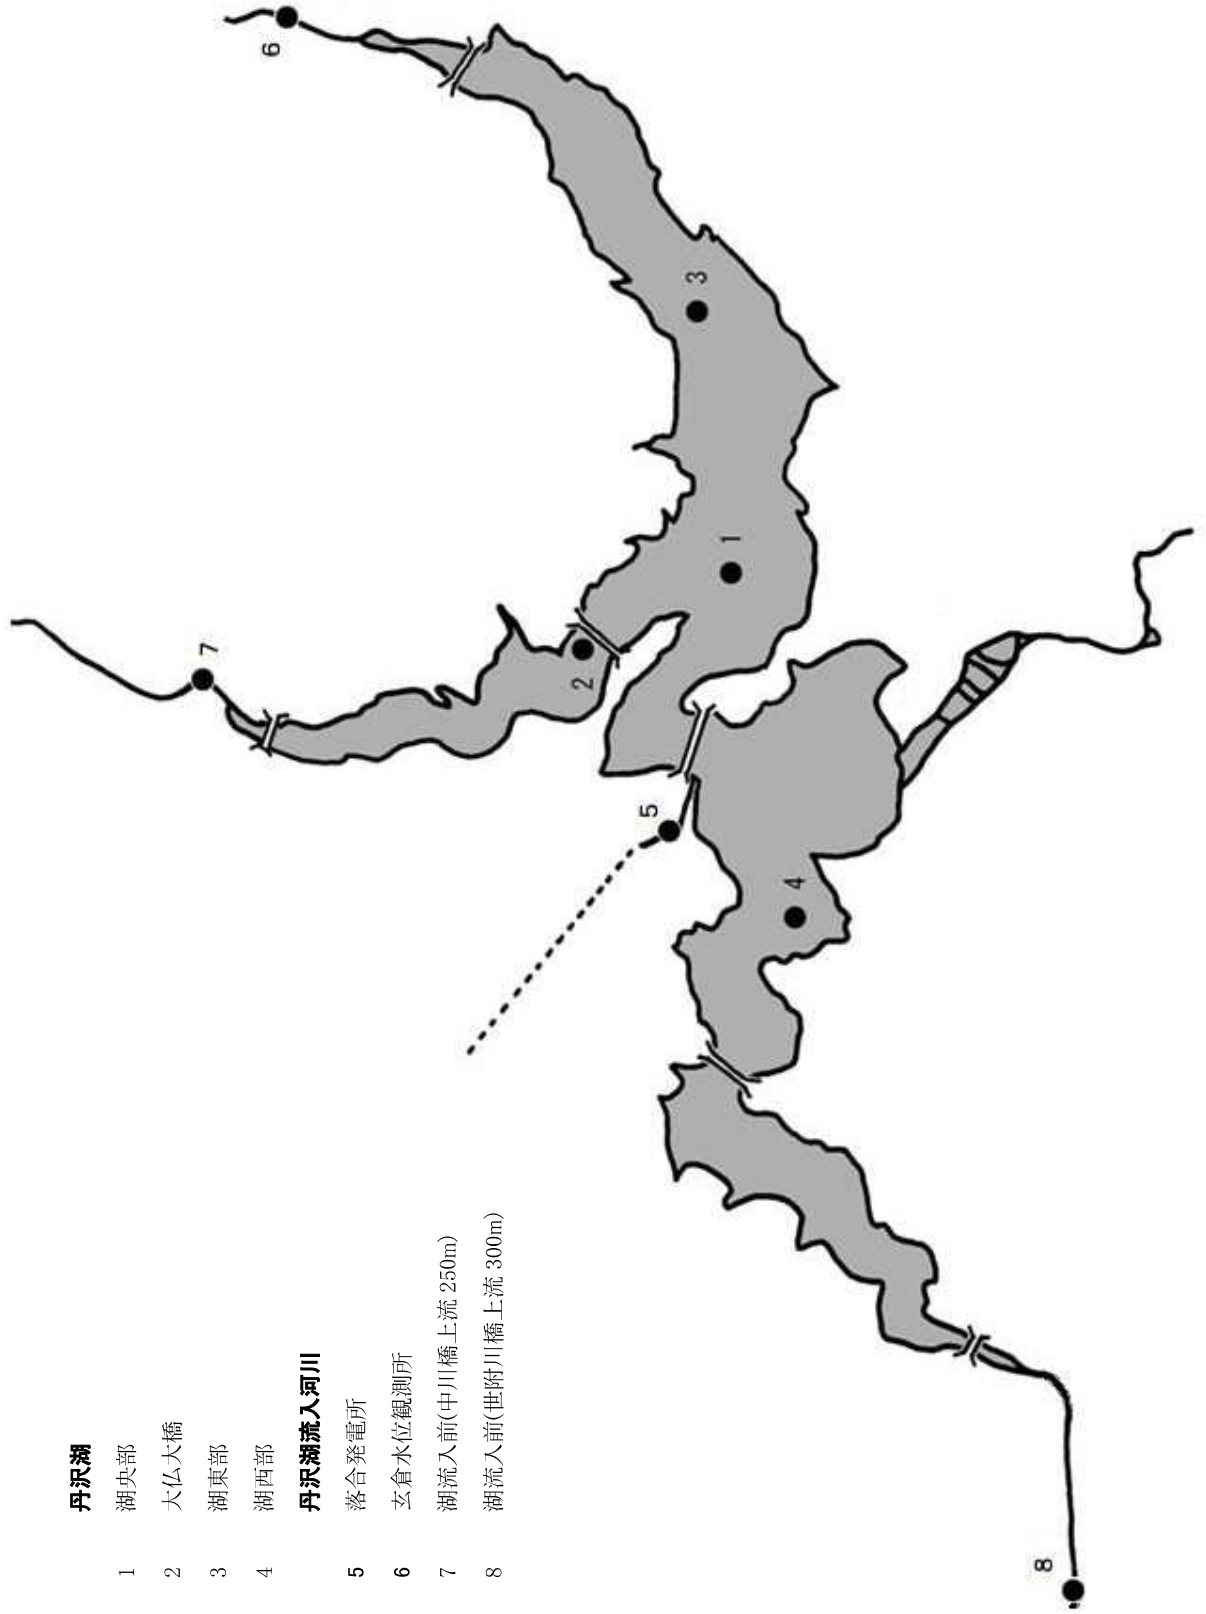 丹沢湖
1 湖央部
2 大仏大橋
3 湖東部
4 湖西部
丹沢湖流入河川
5 落合発電所
6 玄倉水位観測所
7 湖流入前(中川橋上流 250m)
8 湖流入前(世附川橋上流 300m)
6
7
3
1
2
5
4
8